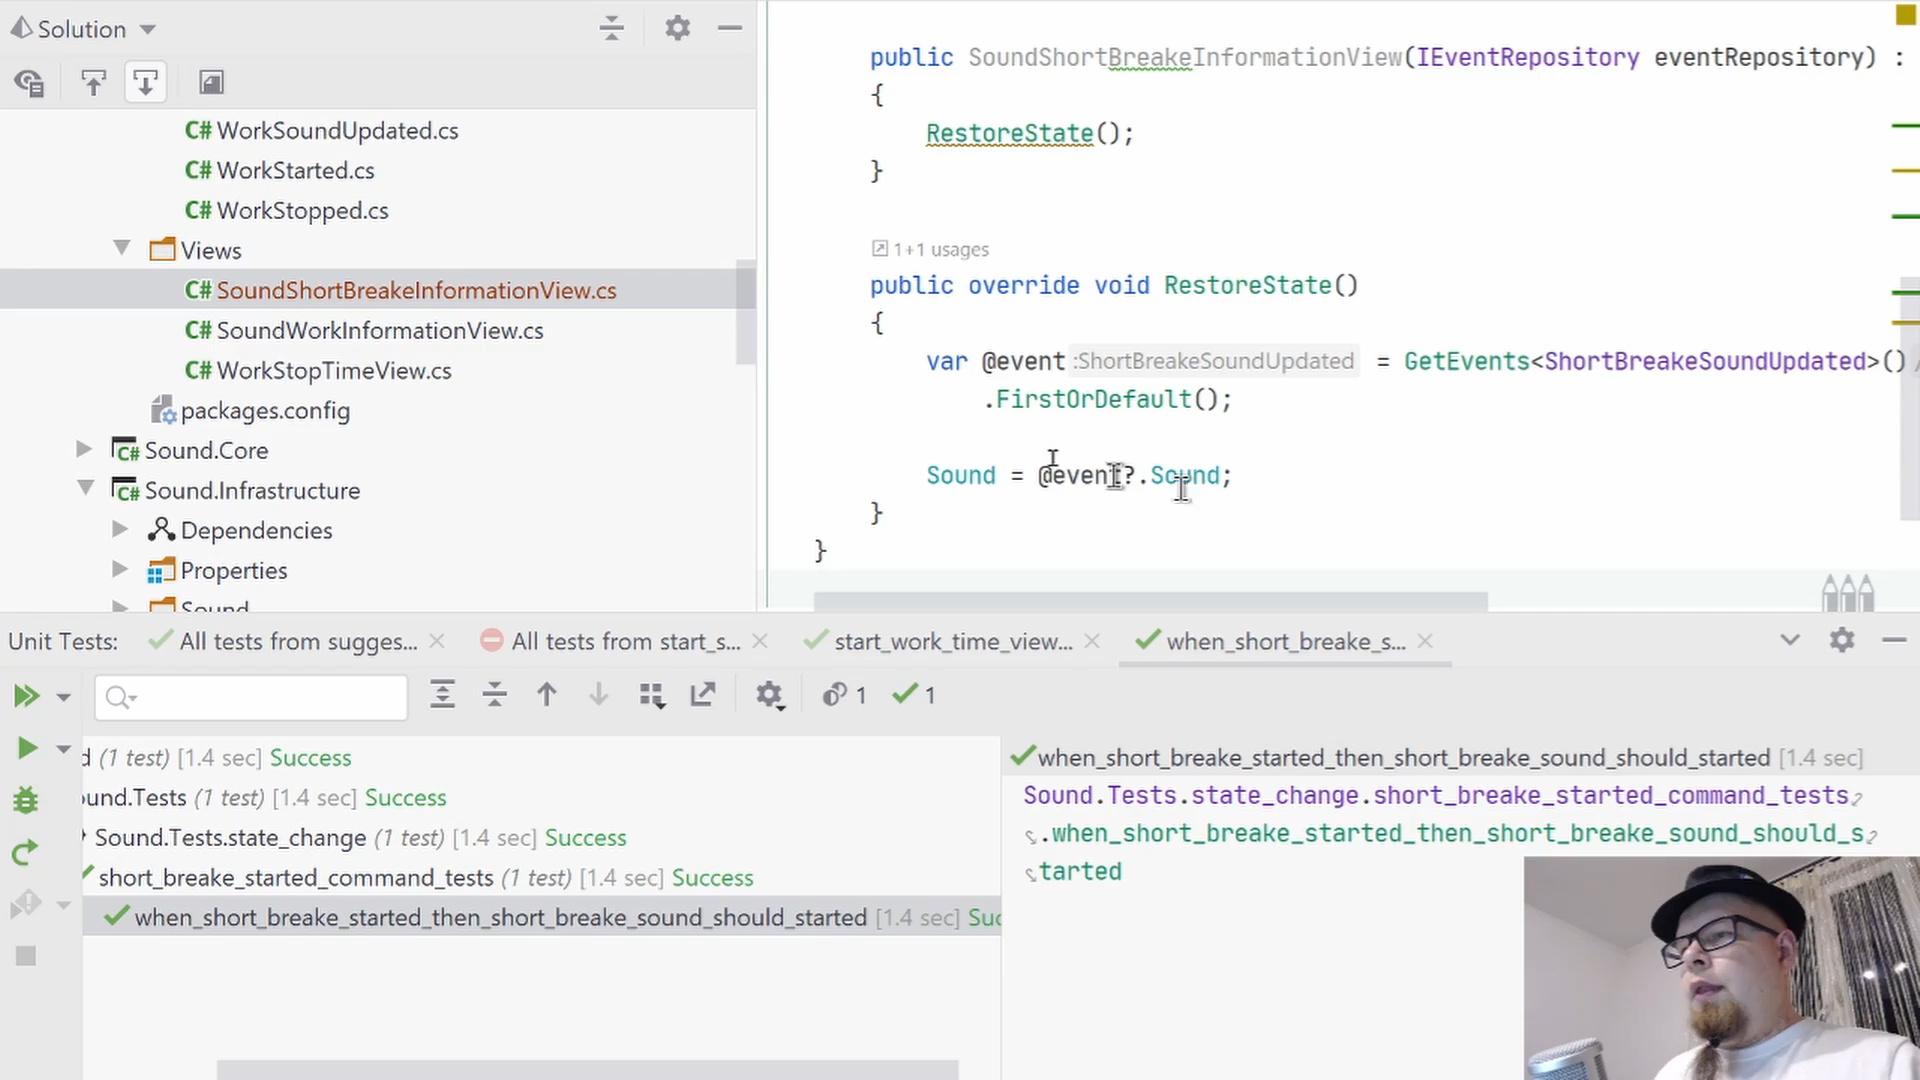 Solution
C# WorkSoundUpdated.cs
C# WorkStarted.cs
C# WorkStopped.cs
Views
C# SoundShortBreakeInformationView.cs
C# SoundWorkInformationView.cs
C# WorkStopTimeView.cs
packages.config
C# Sound.Core
C# Sound.Infrastructure
Dependencies
Properties
Sound
public SoundShortBreakeInformationView(IEventRepository eventRepository) :
{
RestoreState();
}
1+1 usages
public override void RestoreState()
{
var @event :ShortBreakeSoundUpdated = GetEvents<ShortBreakeSoundUpdated>()
.FirstOrDefault();
Sound = @event?.Sound;
}
}
Unit Tests: All tests from sugges... All tests from start_s... start_work_time_view... when_short_breake_s...
1 1
d (1 test) [1.4 sec] Success
ound.Tests (1 test) [1.4 sec] Success
Sound.Tests.state_change (1 test) [1.4 sec] Success
short_breake_started_command_tests (1 test) [1.4 sec] Success
when_short_breake_started_then_short_breake_sound_should_started [1.4 sec] Suc
when_short_breake_started_then_short_breake_sound_should_started [1.4 sec]
Sound.Tests.state_change.short_breake_started_command_tests
.when_short_breake_started_then_short_breake_sound_should_s
tarted